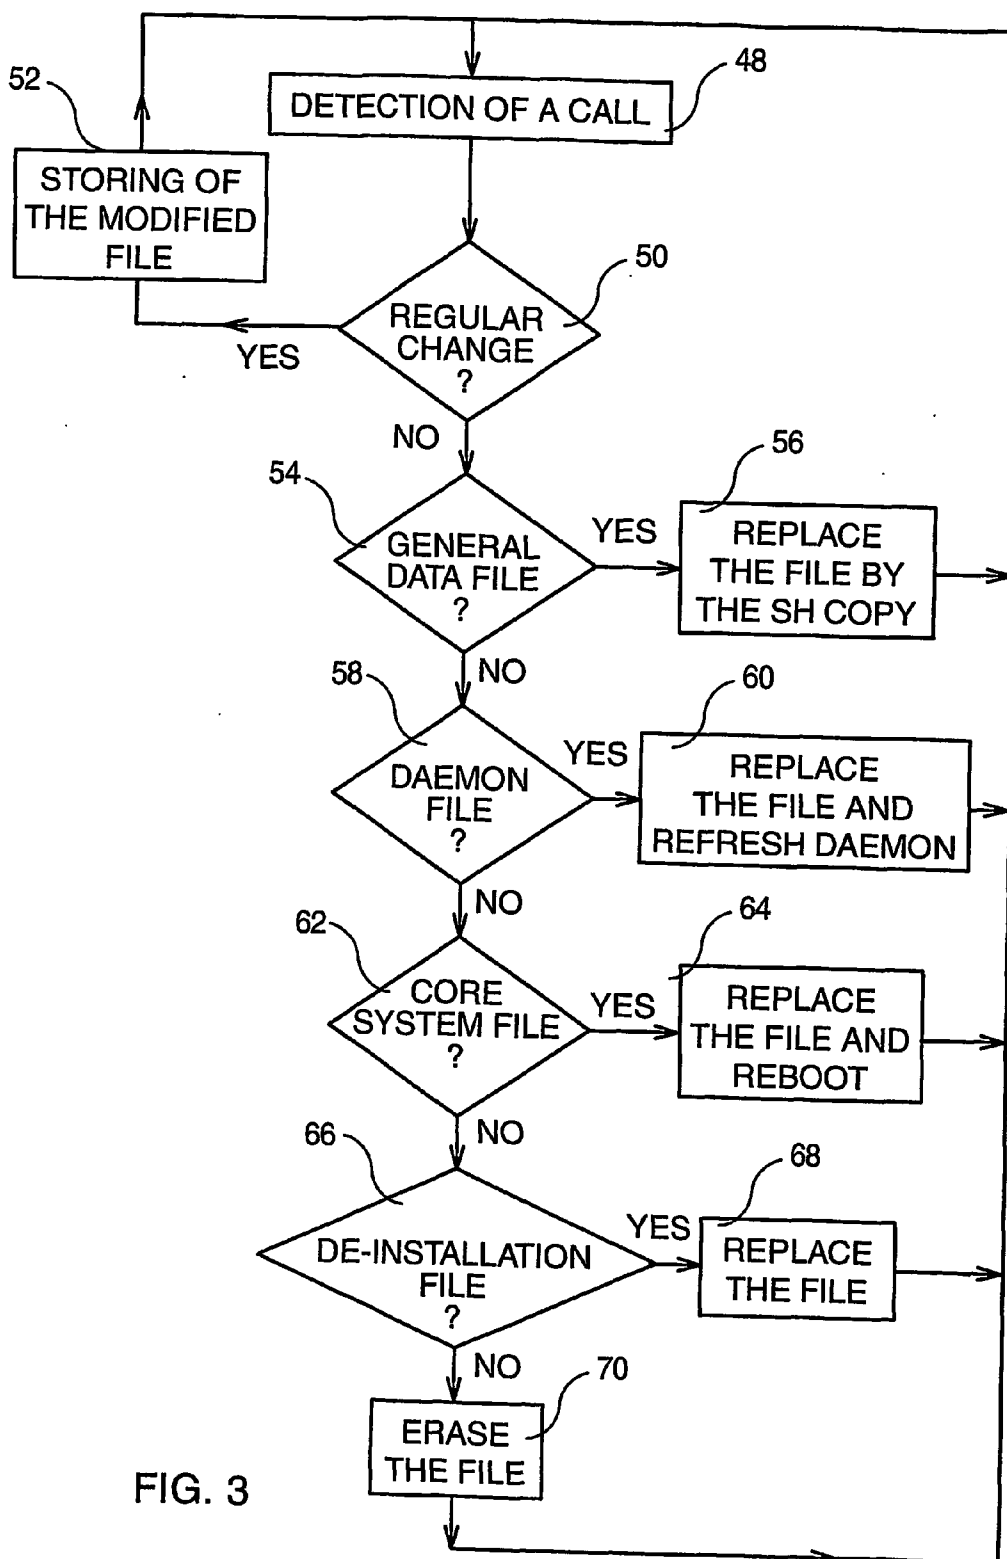 48
DETECTION OF A CALL
52
STORING OF
THE MODIFIED
FILE
50
REGULAR
CHANGE
?
YES
NO
54
GENERAL
DATA FILE
?
YES
56
REPLACE
THE FILE BY
THE SH COPY
NO
58
DAEMON
FILE
?
YES
60
REPLACE
THE FILE AND
REFRESH DAEMON
NO
62
CORE
SYSTEM FILE
?
YES
64
REPLACE
THE FILE AND
REBOOT
NO
66
DE-INSTALLATION
FILE
?
YES
68
REPLACE
THE FILE
NO
70
ERASE
THE FILE
FIG. 3